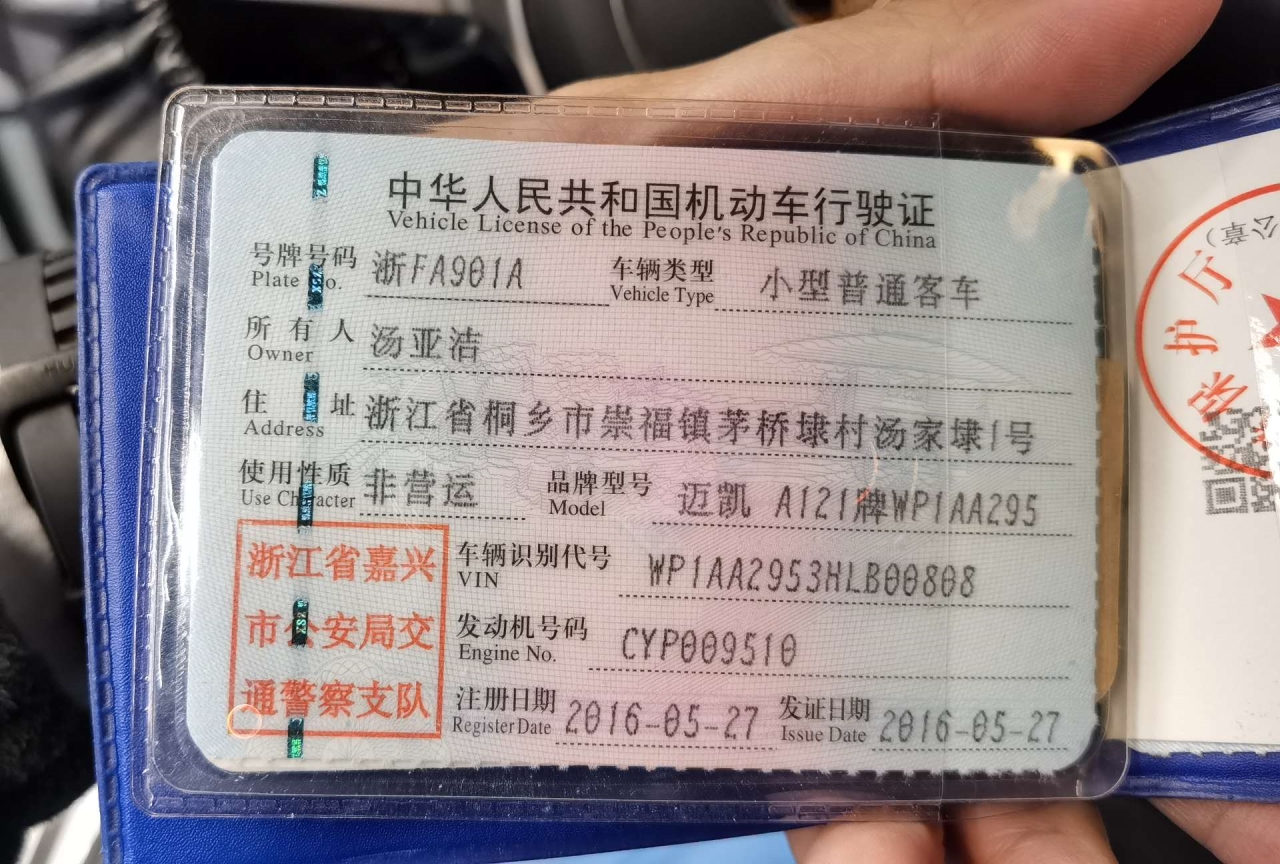 中华人民共和国机动车行驶证
Vehicle License of the People's Republic of China
号牌号码 浙FA901A 车辆类型 小型普通客车
Plate No. Vehicle Type
所有人 汤亚洁
Owner
住址 浙江省桐乡市崇福镇茅桥埭村汤家埭1号
Address
使用性质 非营运 品牌型号 迈凯 A121牌WP1AA295
Use Character Model
浙江省嘉兴
市公安局交
通警察支队
车辆识别代号 WP1AA2953HLB00808
VIN
发动机号码 CYP009510
Engine No.
注册日期 2016-05-27 发证日期 2016-05-27
Register Date Issue Date
护厅
公章）